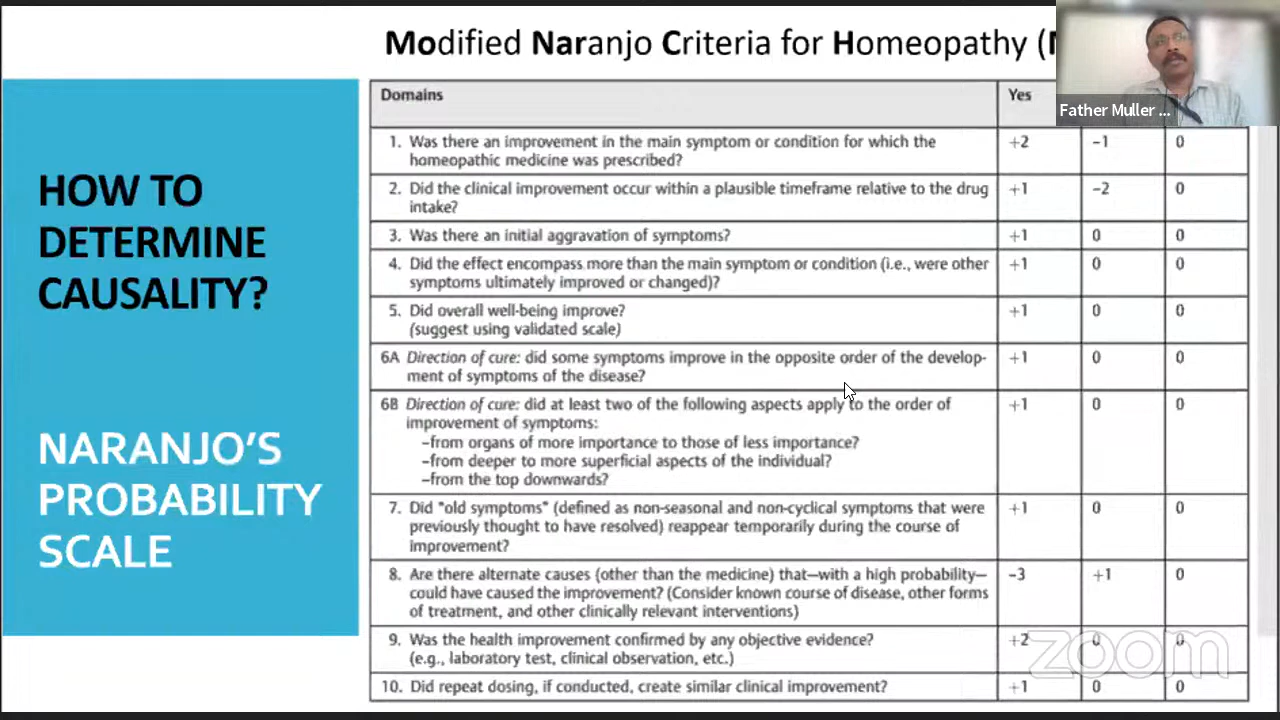 Modified Naranjo Criteria for Homeopathy (
Father Muller ...
HOW TO
DETERMINE
CAUSALITY?
NARANJO'S
PROBABILITY
SCALE
Domains Yes
1. Was there an improvement in the main symptom or condition for which the +2 -1 0
homeopathic medicine was prescribed?
2. Did the clinical improvement occur within a plausible timeframe relative to the drug +1 -2 0
intake?
3. Was there an initial aggravation of symptoms? +1 0 0
4. Did the effect encompass more than the main symptom or condition (i.e., were other +1 0 0
symptoms ultimately improved or changed)?
5. Did overall well-being improve? +1 0 0
(suggest using validated scale)
6A Direction of cure: did some symptoms improve in the opposite order of the develop- +1 0 0
ment of symptoms of the disease?
6B Direction of cure: did at least two of the following aspects apply to the order of +1 0 0
improvement of symptoms:
–from organs of more importance to those of less importance?
–from deeper to more superficial aspects of the individual?
–from the top downwards?
7. Did "old symptoms" (defined as non-seasonal and non-cyclical symptoms that were +1 0 0
previously thought to have resolved) reappear temporarily during the course of
improvement?
8. Are there alternate causes (other than the medicine) that—with a high probability— -3 +1 0
could have caused the improvement? (Consider known course of disease, other forms
of treatment, and other clinically relevant interventions)
9. Was the health improvement confirmed by any objective evidence? +2 0 0
(e.g., laboratory test, clinical observation, etc.)
10. Did repeat dosing, if conducted, create similar clinical improvement? +1 0 0
zoom